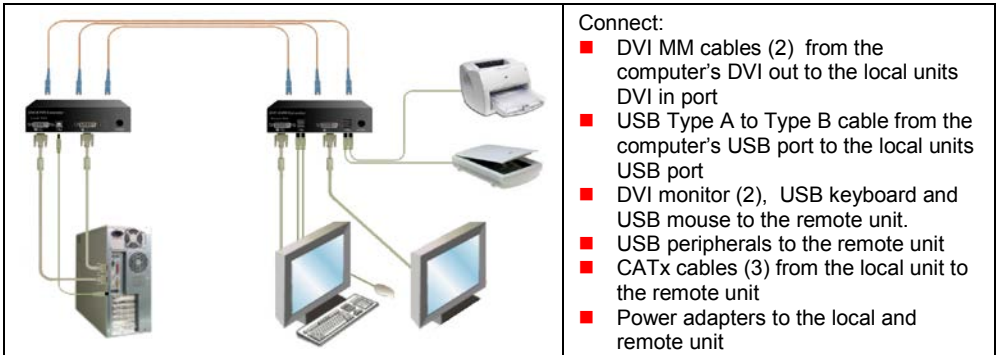 Connect:
DVI MM cables (2) from the
computer's DVI out to the local units
DVI in port
USB Type A to Type B cable from the
computer's USB port to the local units
USB port
DVI monitor (2), USB keyboard and
USB mouse to the remote unit.
USB peripherals to the remote unit
CATx cables (3) from the local unit to
the remote unit
Power adapters to the local and
remote unit